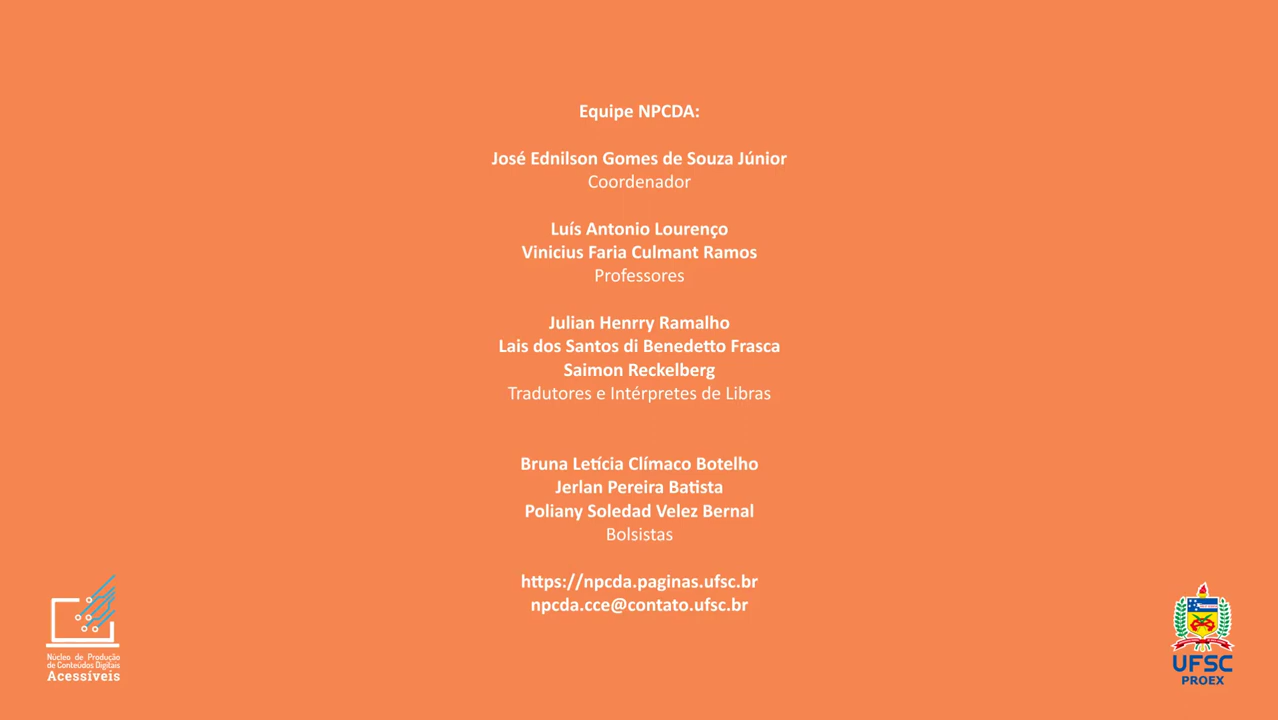 Equipe NPCDA:
José Ednilson Gomes de Souza Júnior
Coordenador
Luís Antonio Lourenço
Vinicius Faria Culmant Ramos
Professores
Julian Henrry Ramalho
Lais dos Santos di Benedetto Frasca
Saimon Reckelberg
Tradutores e Intérpretes de Libras
Bruna Letícia Clímaco Botelho
Jerlan Pereira Batista
Poliany Soledad Velez Bernal
Bolsistas
https://npcda.paginas.ufsc.br
npcda.cce@contato.ufsc.br
Núcleo de Produção
de Conteúdos Digitais
Acessíveis
UFSC
PROEX